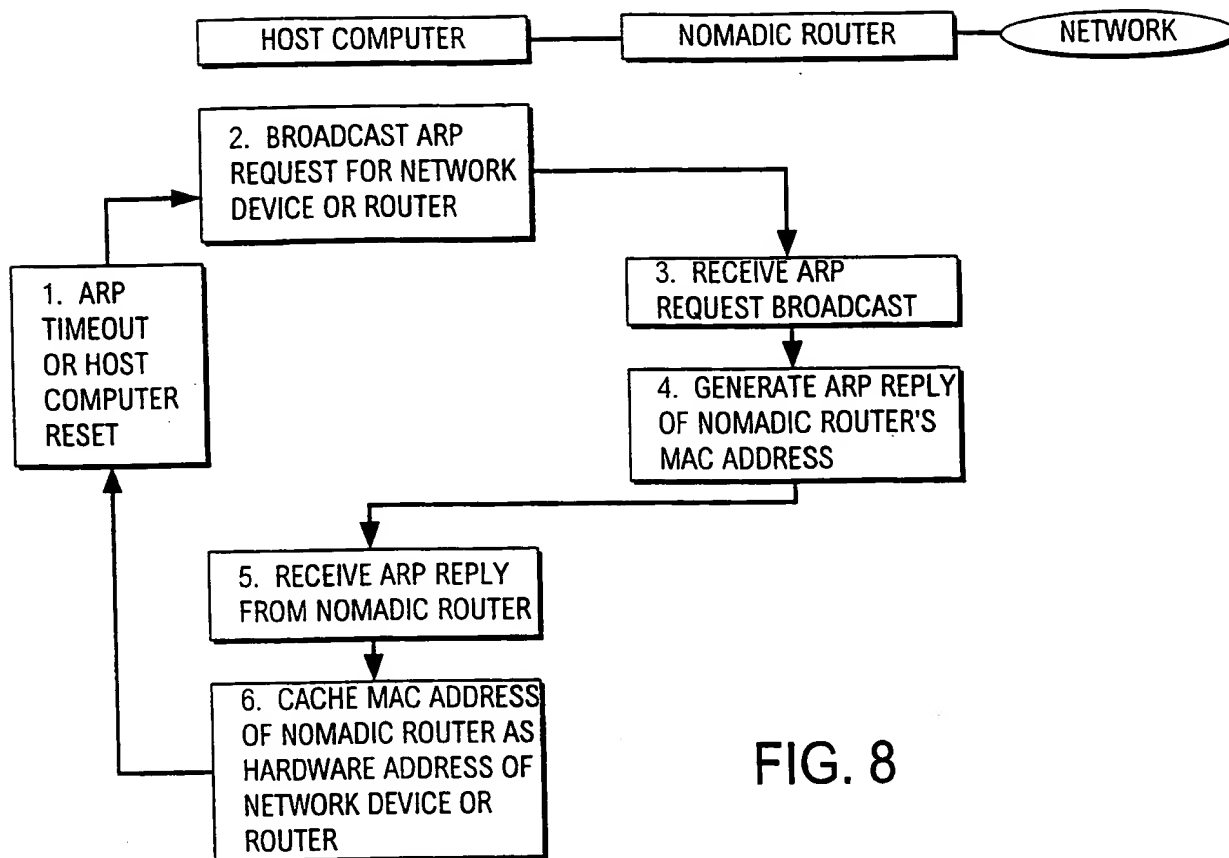 HOST COMPUTER
NOMADIC ROUTER
NETWORK
2. BROADCAST ARP
REQUEST FOR NETWORK
DEVICE OR ROUTER
1. ARP
TIMEOUT
OR HOST
COMPUTER
RESET
3. RECEIVE ARP
REQUEST BROADCAST
4. GENERATE ARP REPLY
OF NOMADIC ROUTER'S
MAC ADDRESS
5. RECEIVE ARP REPLY
FROM NOMADIC ROUTER
6. CACHE MAC ADDRESS
OF NOMADIC ROUTER AS
HARDWARE ADDRESS OF
NETWORK DEVICE OR
ROUTER
FIG. 8